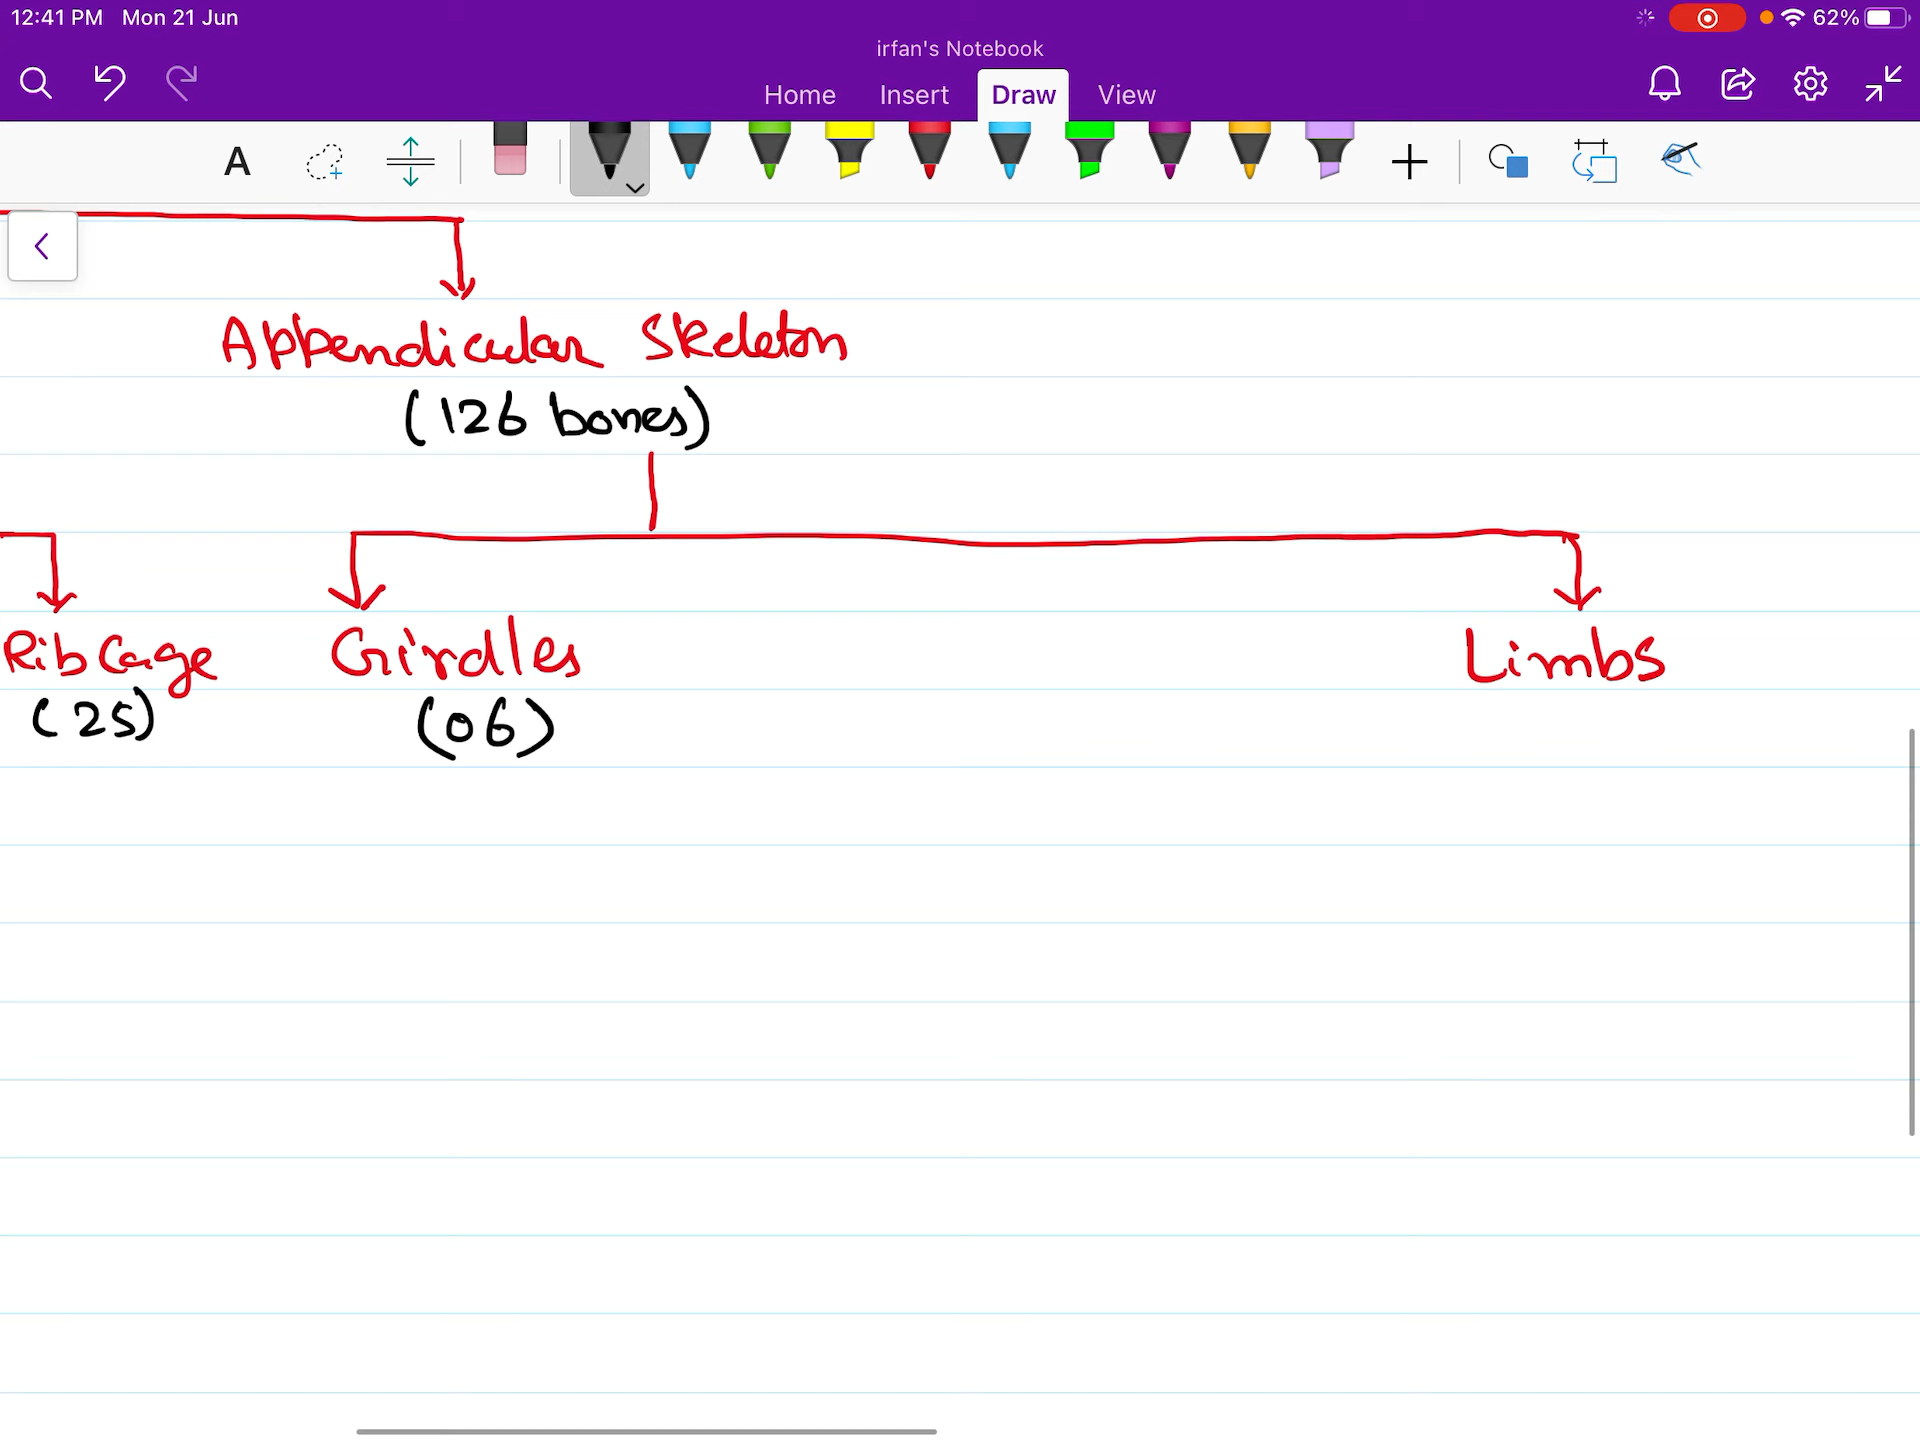 12:41 PM Mon 21 Jun
62%
irfan's Notebook
Home Insert Draw View
A
Appendicular Skeleton
(126 bones)
Rib Cage Girdles Limbs
(25) (06)